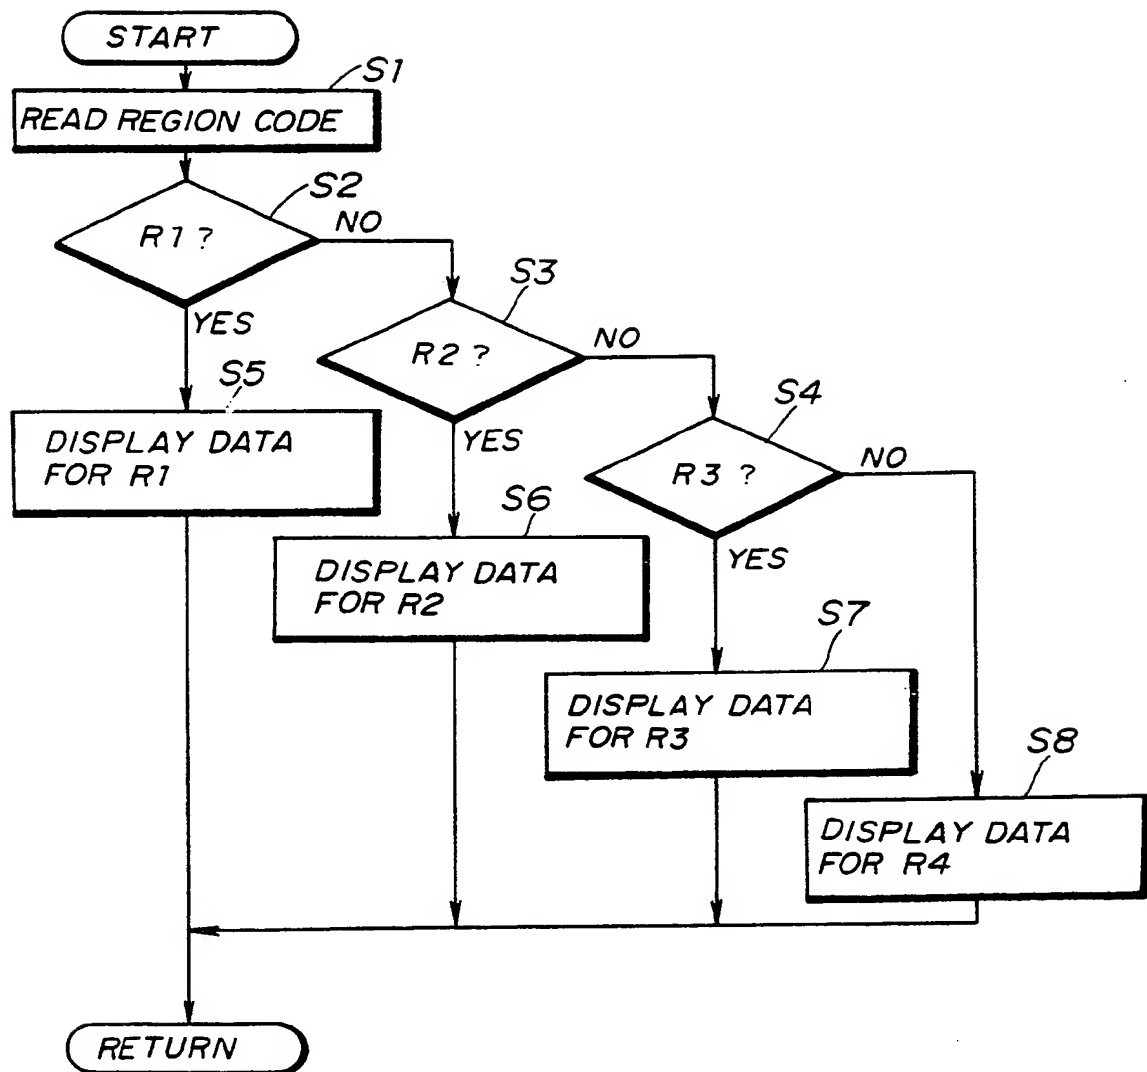 START
S1
READ REGION CODE
S2
R1 ?
NO
S3
YES
R2 ?
NO
S5
S4
DISPLAY DATA
FOR R1
YES
R3 ?
NO
S6
DISPLAY DATA
FOR R2
YES
S7
DISPLAY DATA
FOR R3
S8
DISPLAY DATA
FOR R4
RETURN